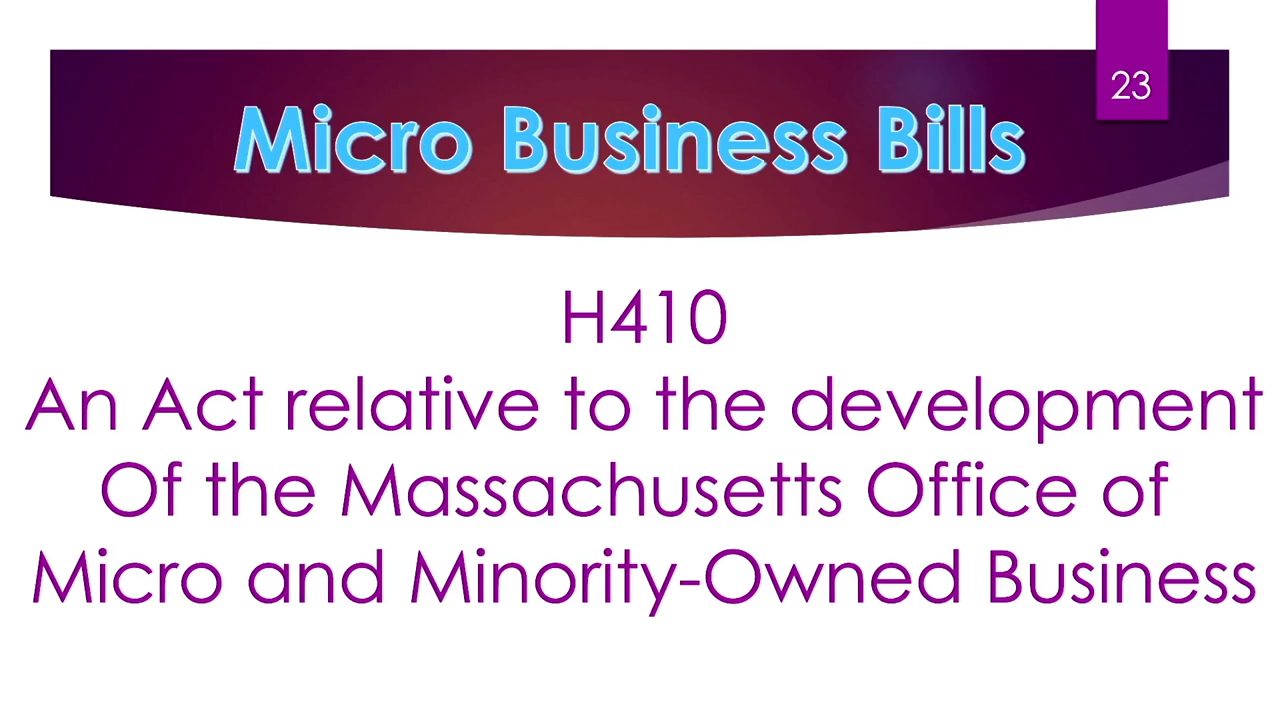 23
Micro Business Bills
H410
An Act relative to the development
Of the Massachusetts Office of
Micro and Minority-Owned Business